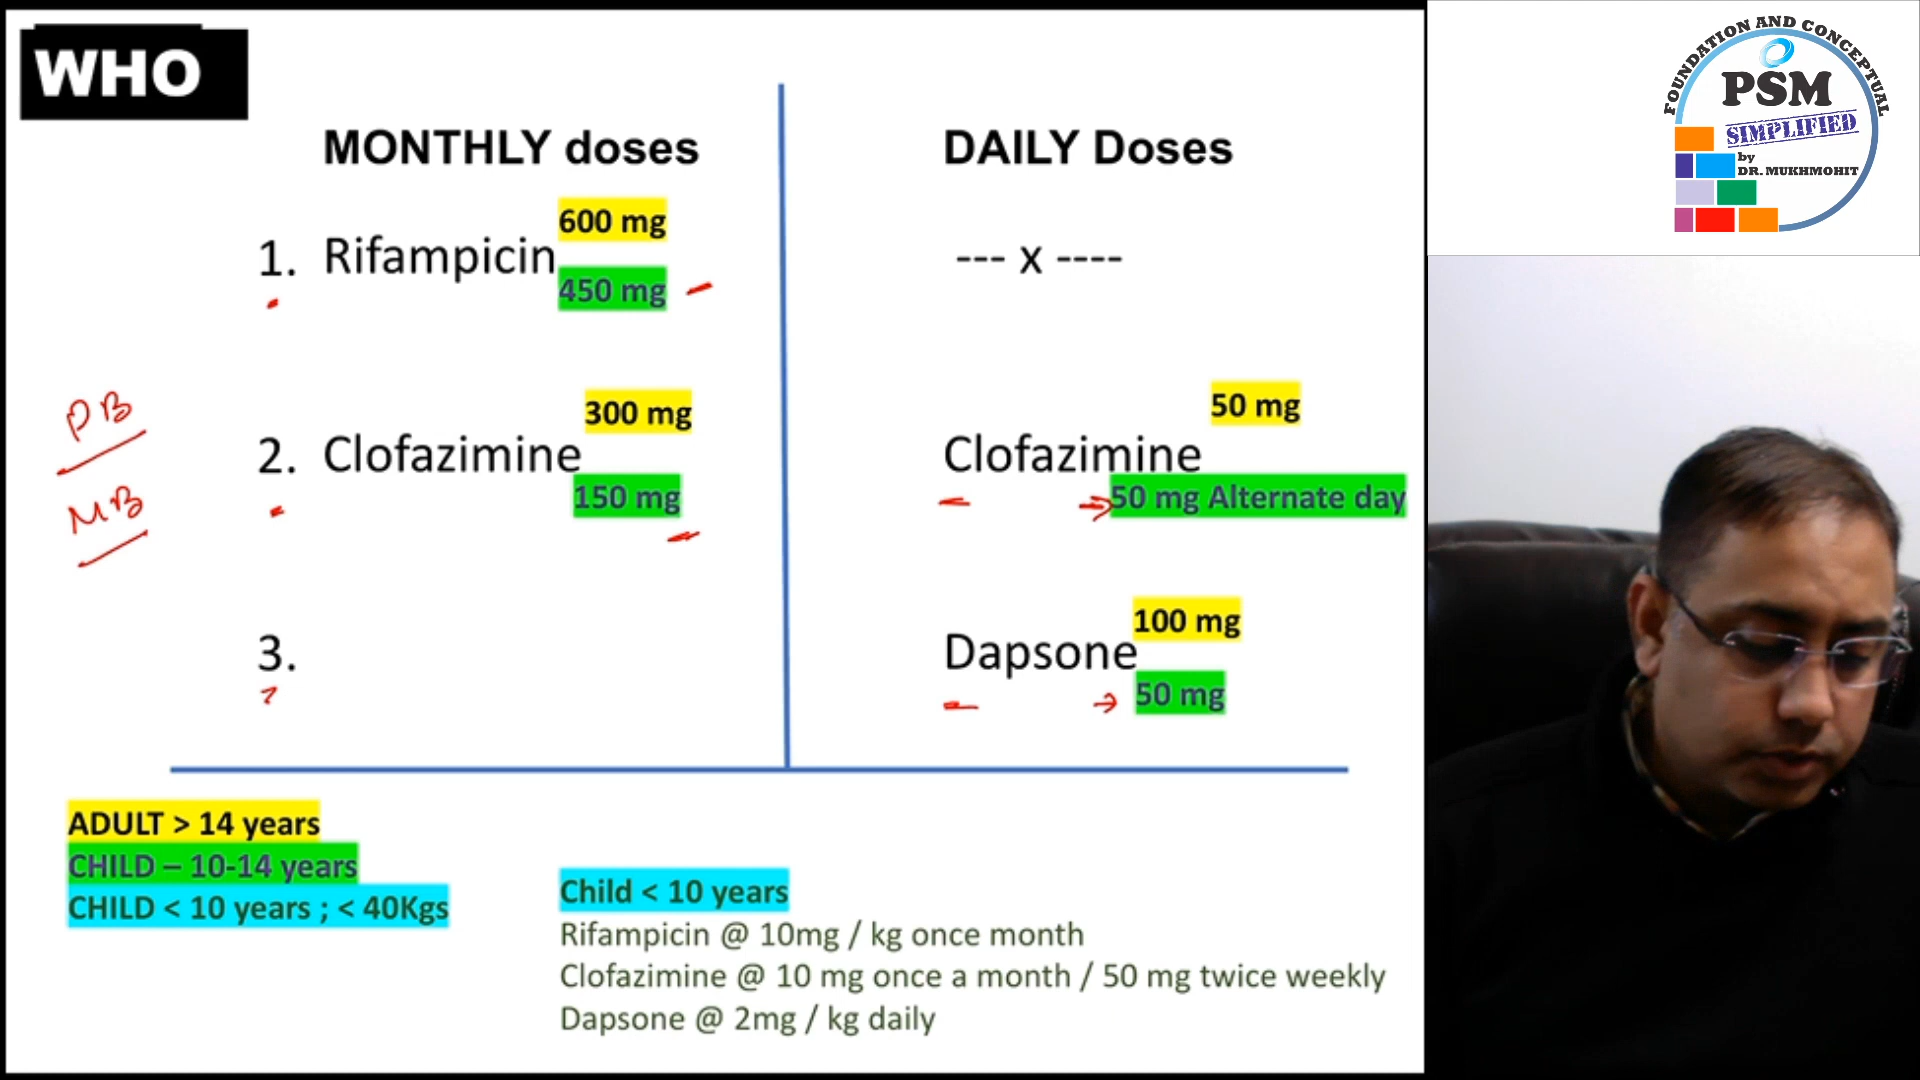 WHO
MONTHLY doses
DAILY Doses
600 mg
1. Rifampicin
--- x ----
450 mg
300 mg
50 mg
2. Clofazimine
Clofazimine
150 mg
50 mg Alternate day
PB
MB
100 mg
3.
Dapsone
50 mg
ADULT > 14 years
CHILD – 10-14 years
CHILD < 10 years ; < 40Kgs
Child < 10 years
Rifampicin @ 10mg / kg once month
Clofazimine @ 10 mg once a month / 50 mg twice weekly
Dapsone @ 2mg / kg daily
FOUNDATION AND CONCEPTUAL
PSM
SIMPLIFIED
by
DR. MUKHMOHIT